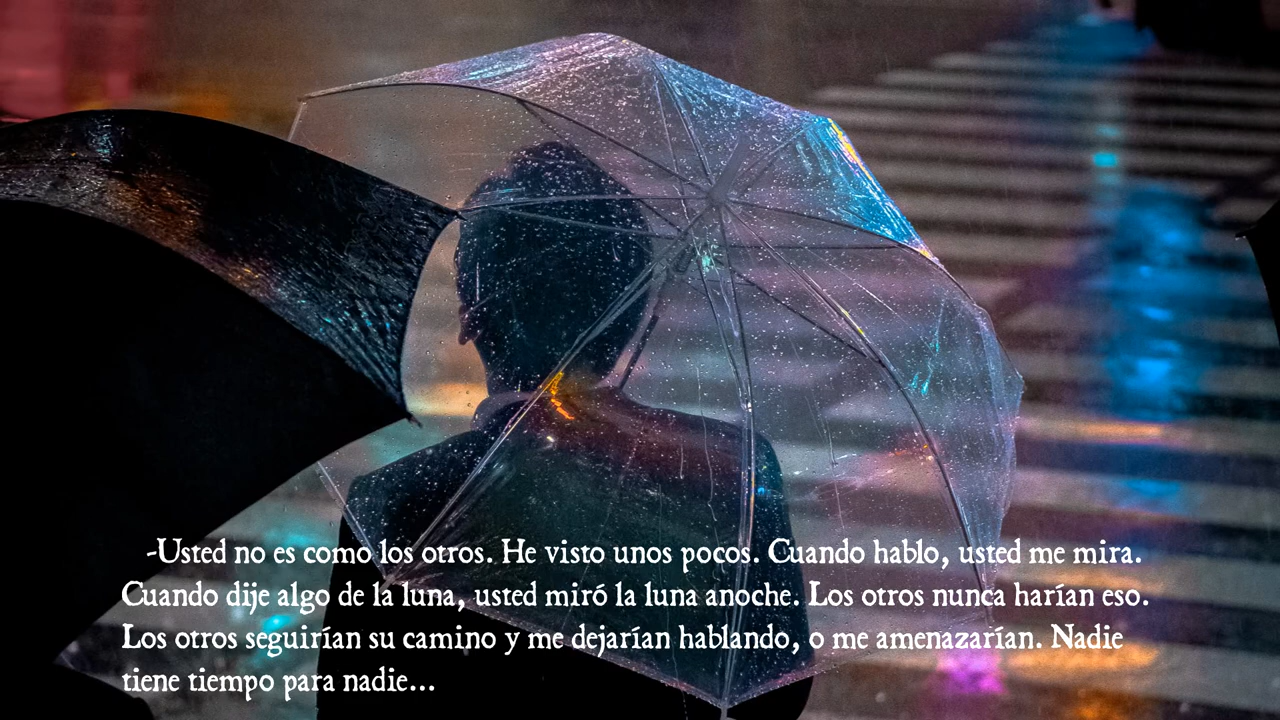 -Usted no es como los otros. He visto unos pocos. Cuando hablo, usted me mira.
Cuando dije algo de la luna, usted miró la luna anoche. Los otros nunca harían eso.
Los otros seguirían su camino y me dejarían hablando, o me amenazarían. Nadie
tiene tiempo para nadie...